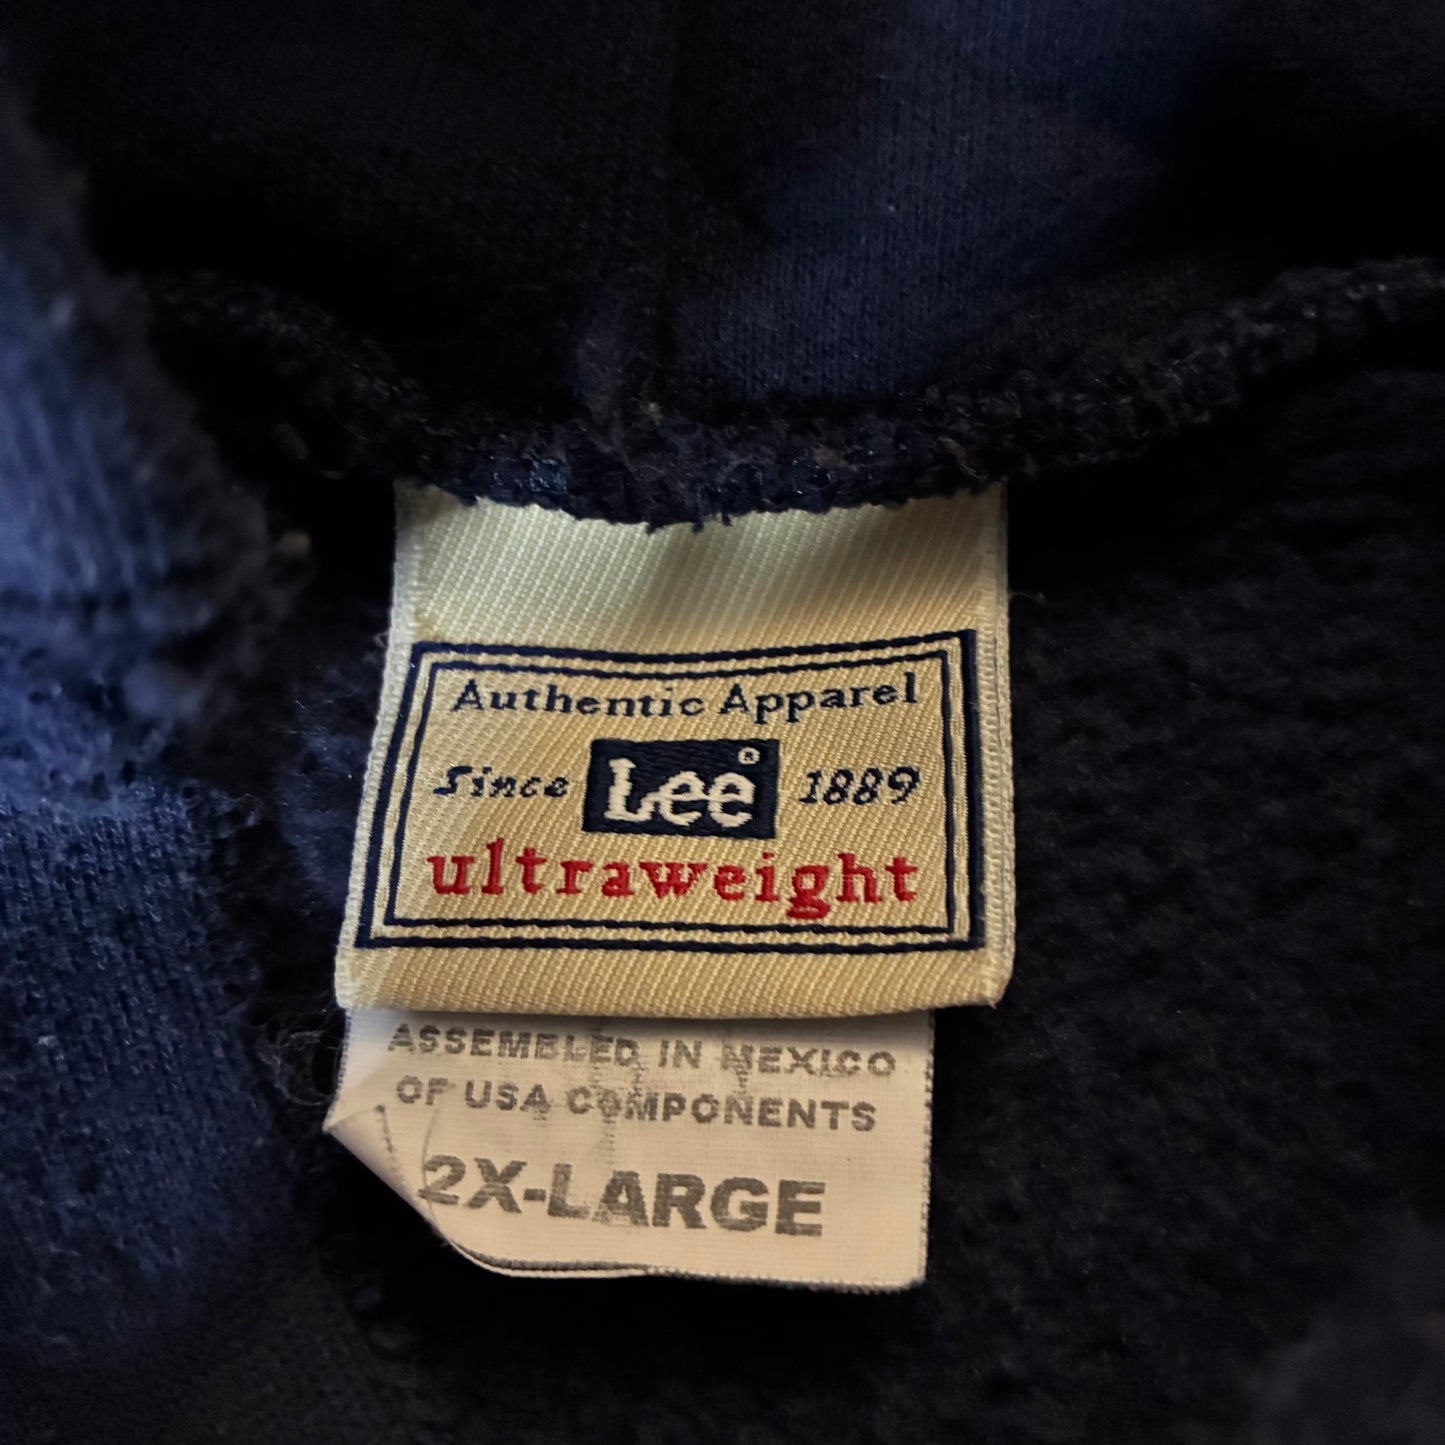 Authentic Apparel
Since Lee® 1889
ultraweight
ASSEMBLED IN MEXICO
OF USA COMPONENTS
2X-LARGE